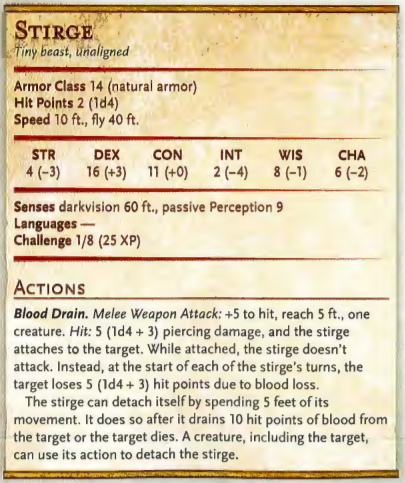 STIRGE
Tiny beast, unaligned
Armor Class 14 (natural armor)
Hit Points 2 (1d4)
Speed 10 ft., fly 40 ft.
STR DEX CON INT WIS CHA
4 (−3) 16 (+3) 11 (+0) 2 (−4) 8 (−1) 6 (−2)
Senses darkvision 60 ft., passive Perception 9
Languages —
Challenge 1/8 (25 XP)
ACTIONS
Blood Drain. Melee Weapon Attack: +5 to hit, reach 5 ft., one
creature. Hit: 5 (1d4 + 3) piercing damage, and the stirge
attaches to the target. While attached, the stirge doesn't
attack. Instead, at the start of each of the stirge's turns, the
target loses 5 (1d4 + 3) hit points due to blood loss.
The stirge can detach itself by spending 5 feet of its
movement. It does so after it drains 10 hit points of blood from
the target or the target dies. A creature, including the target,
can use its action to detach the stirge.